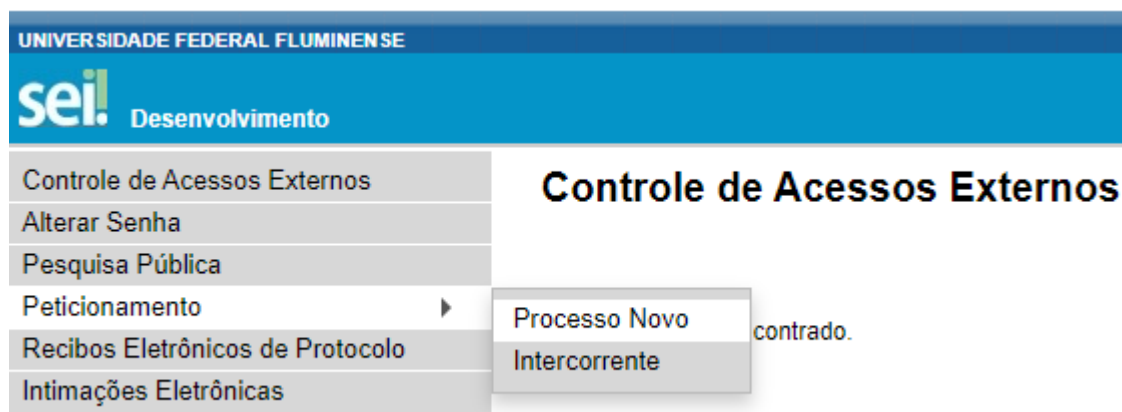 UNIVERSIDADE FEDERAL FLUMINENSE
sei! Desenvolvimento
Controle de Acessos Externos
Alterar Senha
Pesquisa Pública
Peticionamento
Recibos Eletrônicos de Protocolo
Intimações Eletrônicas
Processo Novo
Intercorrente
Controle de Acessos Externos
contrado.